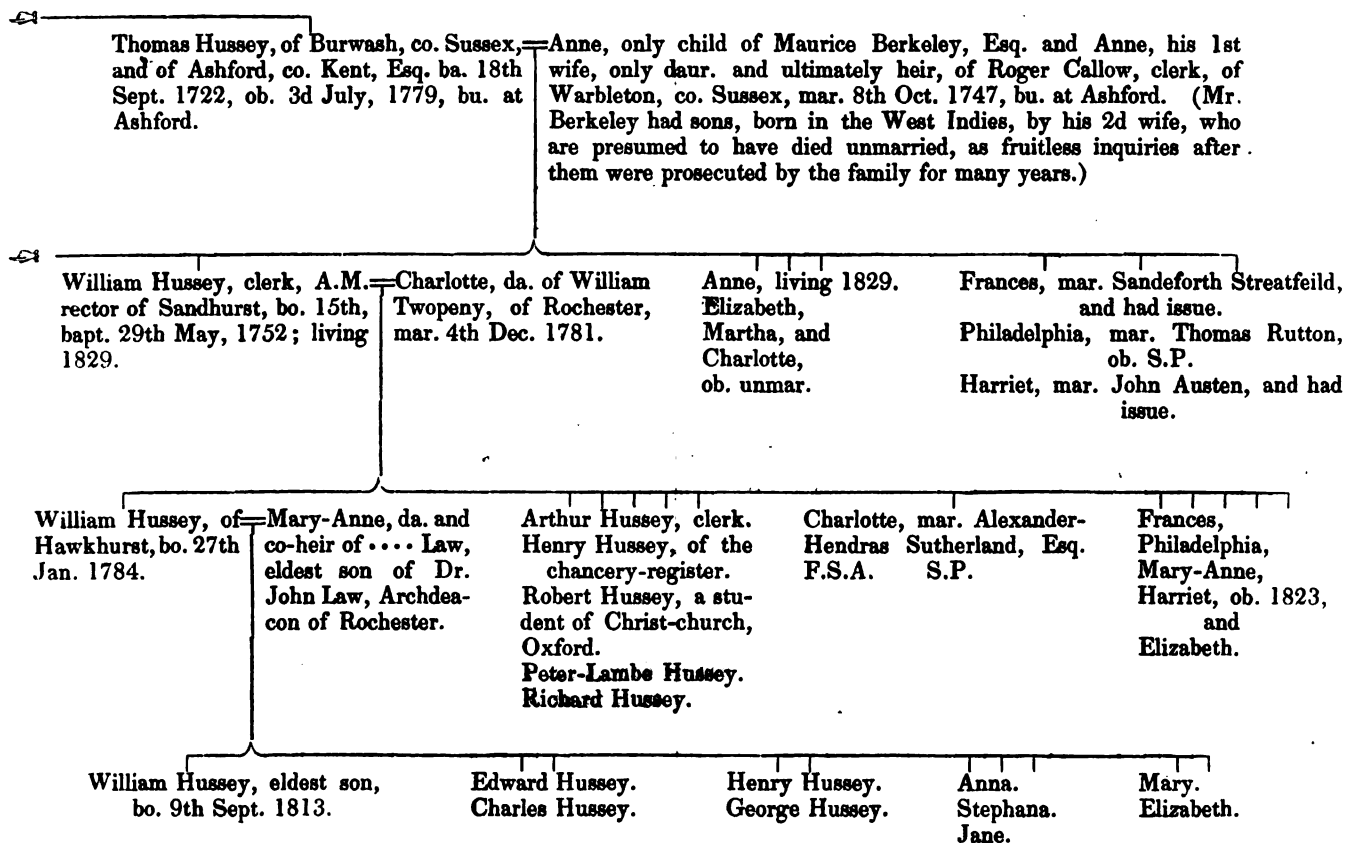 Thomas Hussey, of Burwash, co. Sussex,
and of Ashford, co. Kent, Esq. ba. 18th
Sept. 1722, ob. 3d July, 1779, bu. at
Ashford.
Anne, only child of Maurice Berkeley, Esq. and Anne, his 1st
wife, only daur. and ultimately heir, of Roger Callow, clerk, of
Warbleton, co. Sussex, mar. 8th Oct. 1747, bu. at Ashford. (Mr.
Berkeley had sons, born in the West Indies, by his 2d wife, who
are presumed to have died unmarried, as fruitless inquiries after
them were prosecuted by the family for many years.)
William Hussey, clerk, A.M.
rector of Sandhurst, bo. 15th,
bapt. 29th May, 1752; living
1829.
Charlotte, da. of William
Twopeny, of Rochester,
mar. 4th Dec. 1781.
Anne, living 1829.
Elizabeth,
Martha, and
Charlotte,
ob. unmar.
Frances, mar. Sandeforth Streatfeild,
and had issue.
Philadelphia, mar. Thomas Rutton,
ob. S.P.
Harriet, mar. John Austen, and had
issue.
William Hussey, of
Hawkhurst, bo. 27th
Jan. 1784.
Mary-Anne, da. and
co-heir of .... Law,
eldest son of Dr.
John Law, Archdea-
con of Rochester.
Arthur Hussey, clerk.
Henry Hussey, of the
chancery-register.
Robert Hussey, a stu-
dent of Christ-church,
Oxford.
Peter-Lambe Hussey.
Richard Hussey.
Charlotte, mar. Alexander-
Hendras Sutherland, Esq.
F.S.A. S.P.
Frances,
Philadelphia,
Mary-Anne,
Harriet, ob. 1823,
and
Elizabeth.
William Hussey, eldest son,
bo. 9th Sept. 1813.
Edward Hussey.
Charles Hussey.
Henry Hussey.
George Hussey.
Anna.
Stephana.
Jane.
Mary.
Elizabeth.